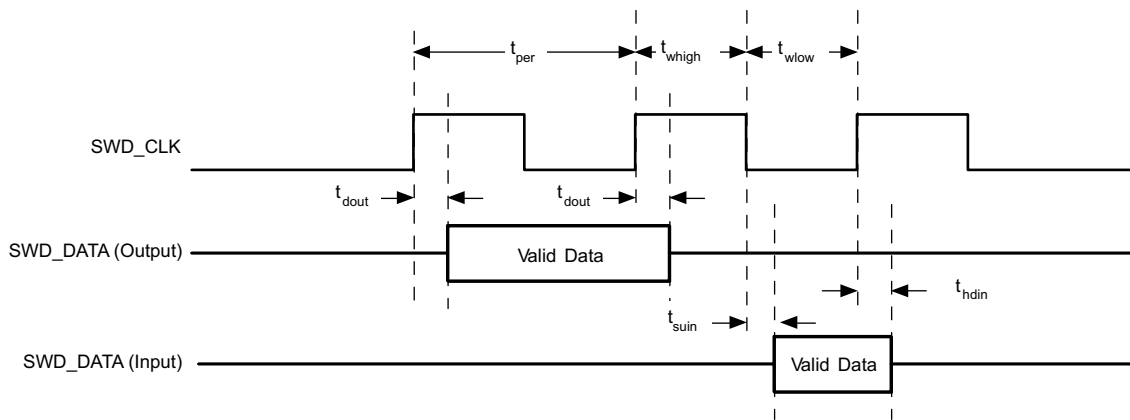 t_per
t_whigh
t_wlow
SWD_CLK
t_dout
t_dout
SWD_DATA (Output)
Valid Data
t_hdin
t_suin
SWD_DATA (Input)
Valid Data